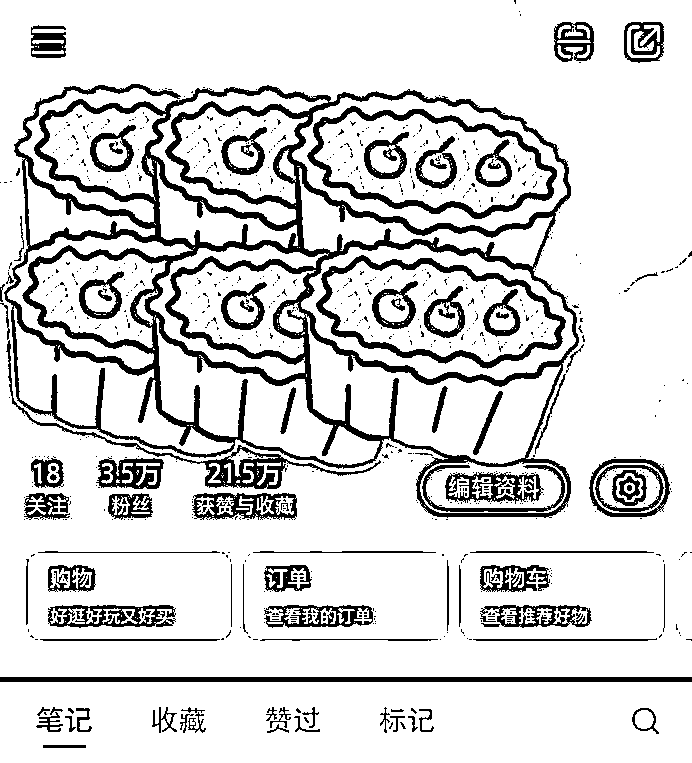 18 3.5万 21.5万
关注 粉丝 获赞与收藏 编辑资料
购物 订单 购物车
好逛好玩又好买 查看我的订单 查看推荐好物
笔记 收藏 赞过 标记